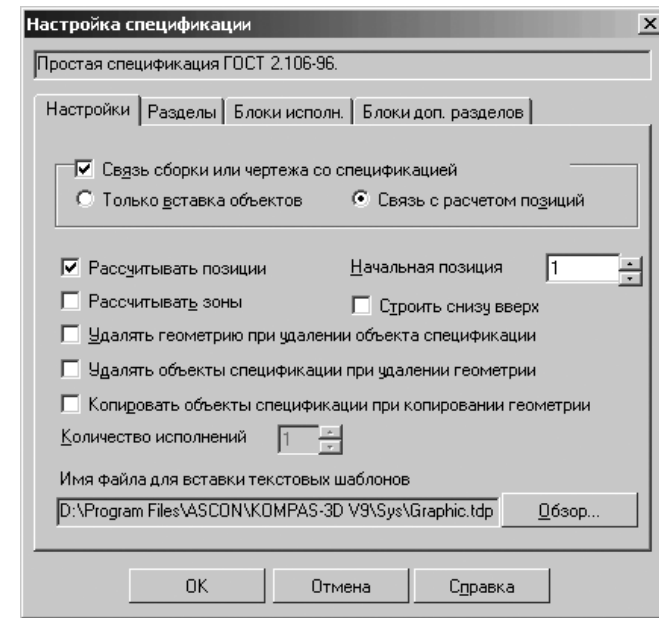 Настройка спецификации
Простая спецификация ГОСТ 2.106-96.
Настройки Разделы Блоки исполн. Блоки доп. разделов
Связь сборки или чертежа со спецификацией
Только вставка объектов Связь с расчетом позиций
Рассчитывать позиции Начальная позиция 1
Рассчитывать зоны Строить снизу вверх
Удалять геометрию при удалении объекта спецификации
Удалять объекты спецификации при удалении геометрии
Копировать объекты спецификации при копировании геометрии
Количество исполнений 1
Имя файла для вставки текстовых шаблонов
D:\Program Files\ASCON\KOMPAS-3D V9\Sys\Graphic.tdp Обзор...
OK Отмена Справка